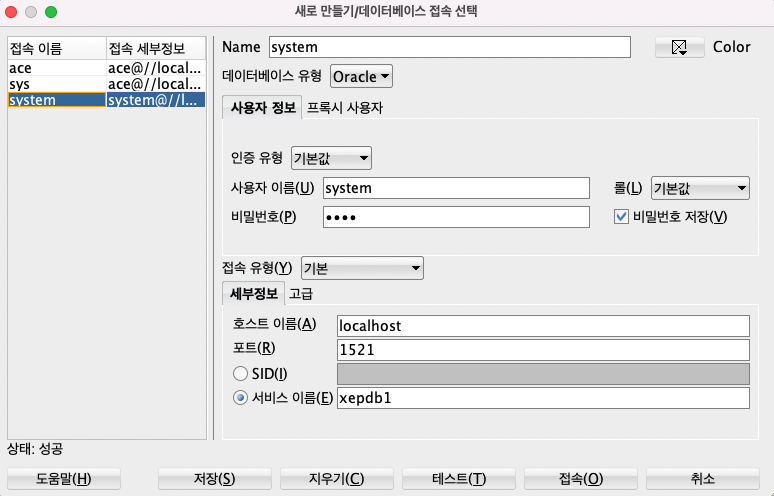 새로 만들기/데이터베이스 접속 선택
접속 이름 접속 세부정보
ace ace@//local...
sys sys@//local...
system system@//l...
상태: 성공
Name system Color
데이터베이스 유형 Oracle
사용자 정보 프록시 사용자
인증 유형 기본값
사용자 이름(U) system 롤(L) 기본값
비밀번호(P) •••• 비밀번호 저장(V)
접속 유형(Y) 기본
세부정보 고급
호스트 이름(A) localhost
포트(R) 1521
SID(I)
서비스 이름(E) xepdb1
도움말(H) 저장(S) 지우기(C) 테스트(T) 접속(O) 취소